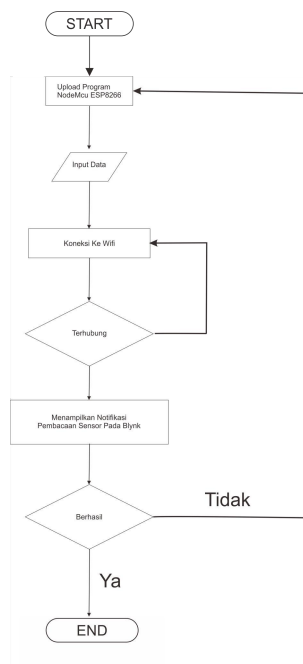 START
Upload Program
NodeMcu ESP8266
Input Data
Koneksi Ke Wifi
Terhubung
Menampilkan Notifikasi
Pembacaan Sensor Pada Blynk
Berhasil
Tidak
Ya
END